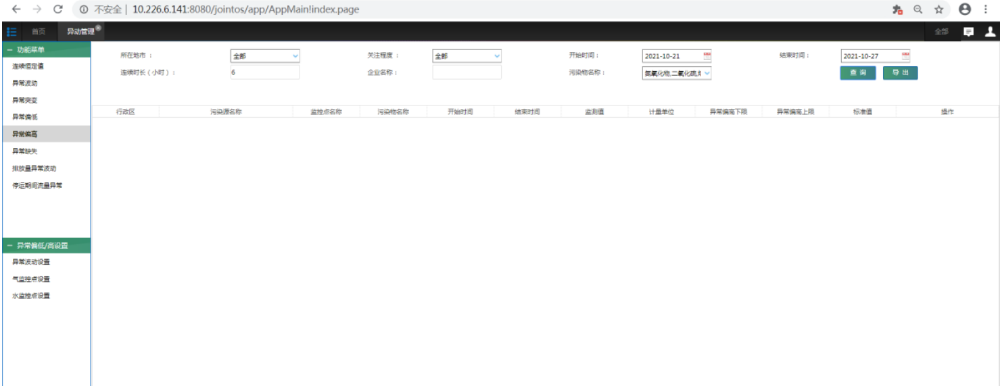 不安全 | 10.226.6.141:8080/jointos/app/AppMain!index.page
首页 异动管理 全部
功能菜单
连续恒定值
异常波动
异常突变
异常偏低
异常偏高
异常缺失
排放量异常波动
停运期间流量异常
异常偏低/高设置
异常波动设置
气监控点设置
水监控点设置
所在地市 : 全部 关注程度 : 全部 开始时间 : 2021-10-21 结束时间 : 2021-10-27
连续时长 ( 小时 ) : 6 企业名称 : 污染物名称 : 氮氧化物,二氧化硫, 查 询 导 出
行政区 污染源名称 监控点名称 污染物名称 开始时间 结束时间 监测值 计量单位 异常偏高下限 异常偏高上限 标准值 操作